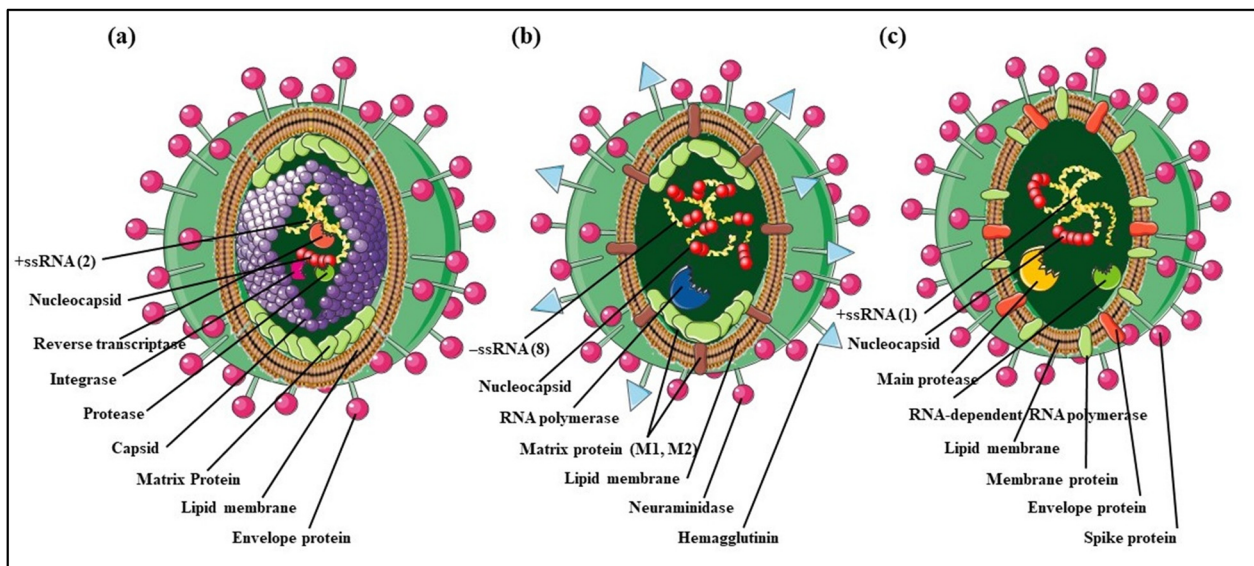 (a)
+ssRNA (2)
Nucleocapsid
Reverse transcriptase
Integrase
Protease
Capsid
Matrix Protein
Lipid membrane
Envelope protein
(b)
–ssRNA (8)
Nucleocapsid
RNA polymerase
Matrix protein (M1, M2)
Lipid membrane
Neuraminidase
Hemagglutinin
(c)
+ssRNA (1)
Nucleocapsid
Main protease
RNA-dependent RNA polymerase
Lipid membrane
Membrane protein
Envelope protein
Spike protein